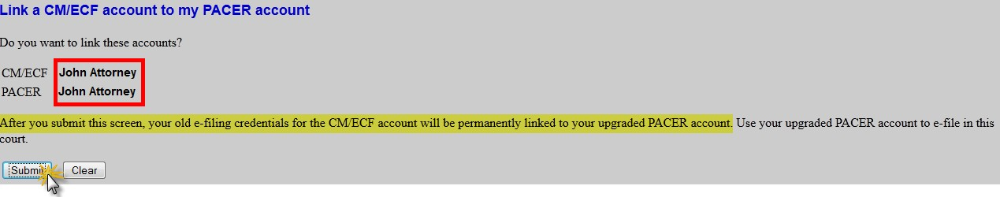 Link a CM/ECF account to my PACER account
Do you want to link these accounts?
CM/ECF John Attorney
PACER John Attorney
After you submit this screen, your old e-filing credentials for the CM/ECF account will be permanently linked to your upgraded PACER account. Use your upgraded PACER account to e-file in this
court.
Submit Clear